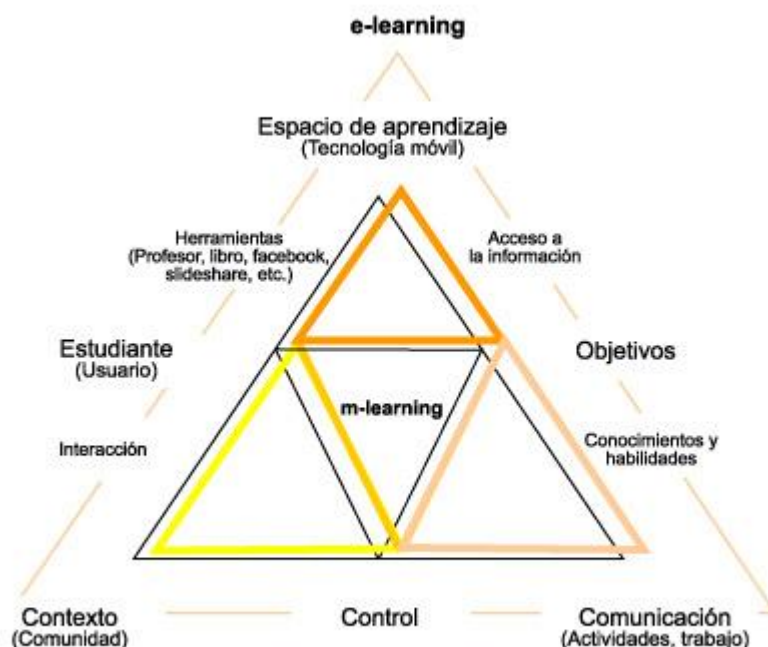 e-learning
Espacio de aprendizaje
(Tecnología móvil)
Herramientas
(Profesor, libro, facebook,
slideshare, etc.)
Acceso a
la información
Estudiante
(Usuario)
Objetivos
m-learning
Interacción
Conocimientos y
habilidades
Contexto
(Comunidad)
Control
Comunicación
(Actividades, trabajo)